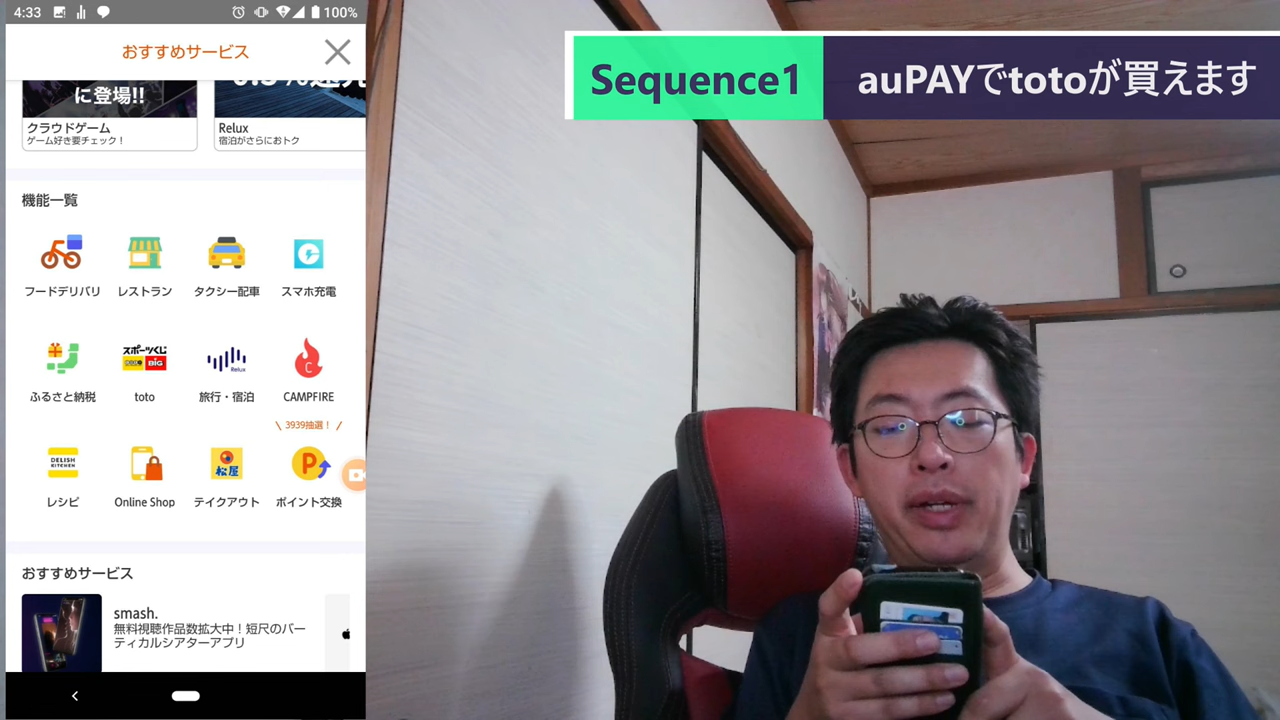 4:33
100%
おすすめサービス
に登場!!
クラウドゲーム
ゲーム好き要チェック！
Relux
宿泊がさらにおトク
機能一覧
フードデリバリ
レストラン
タクシー配車
スマホ充電
スポーツくじ
BIG
Relux
ふるさと納税
toto
旅行・宿泊
CAMPFIRE
\ 3939抽選！ /
DELISH
KITCHEN
松屋
P
レシピ
Online Shop
テイクアウト
ポイント交換
おすすめサービス
smash.
無料視聴作品数拡大中！短尺のバー
ティカルシアターアプリ
Sequence1
auPAYでtotoが買えます